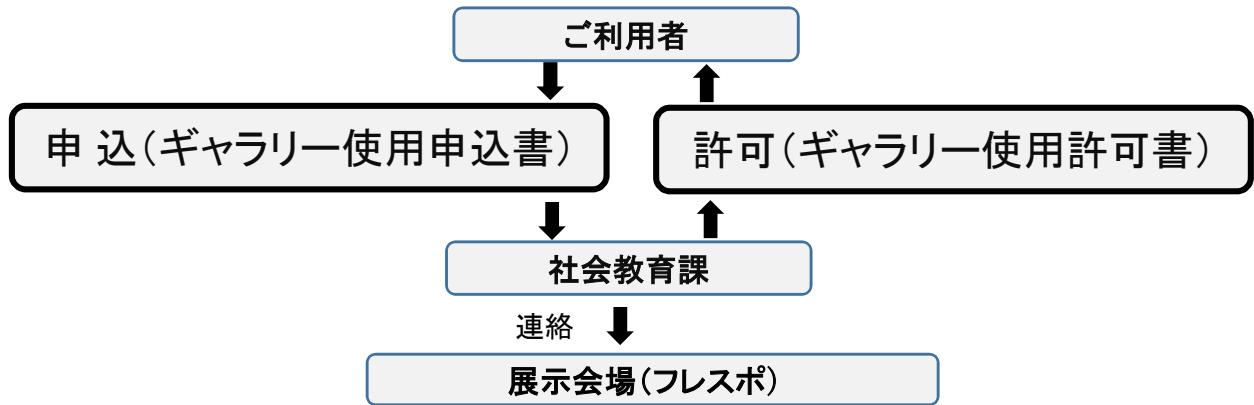 ご利用者
申 込（ギャラリー使用申込書）
許可（ギャラリー使用許可書）
社会教育課
連絡
展示会場（フレスポ）